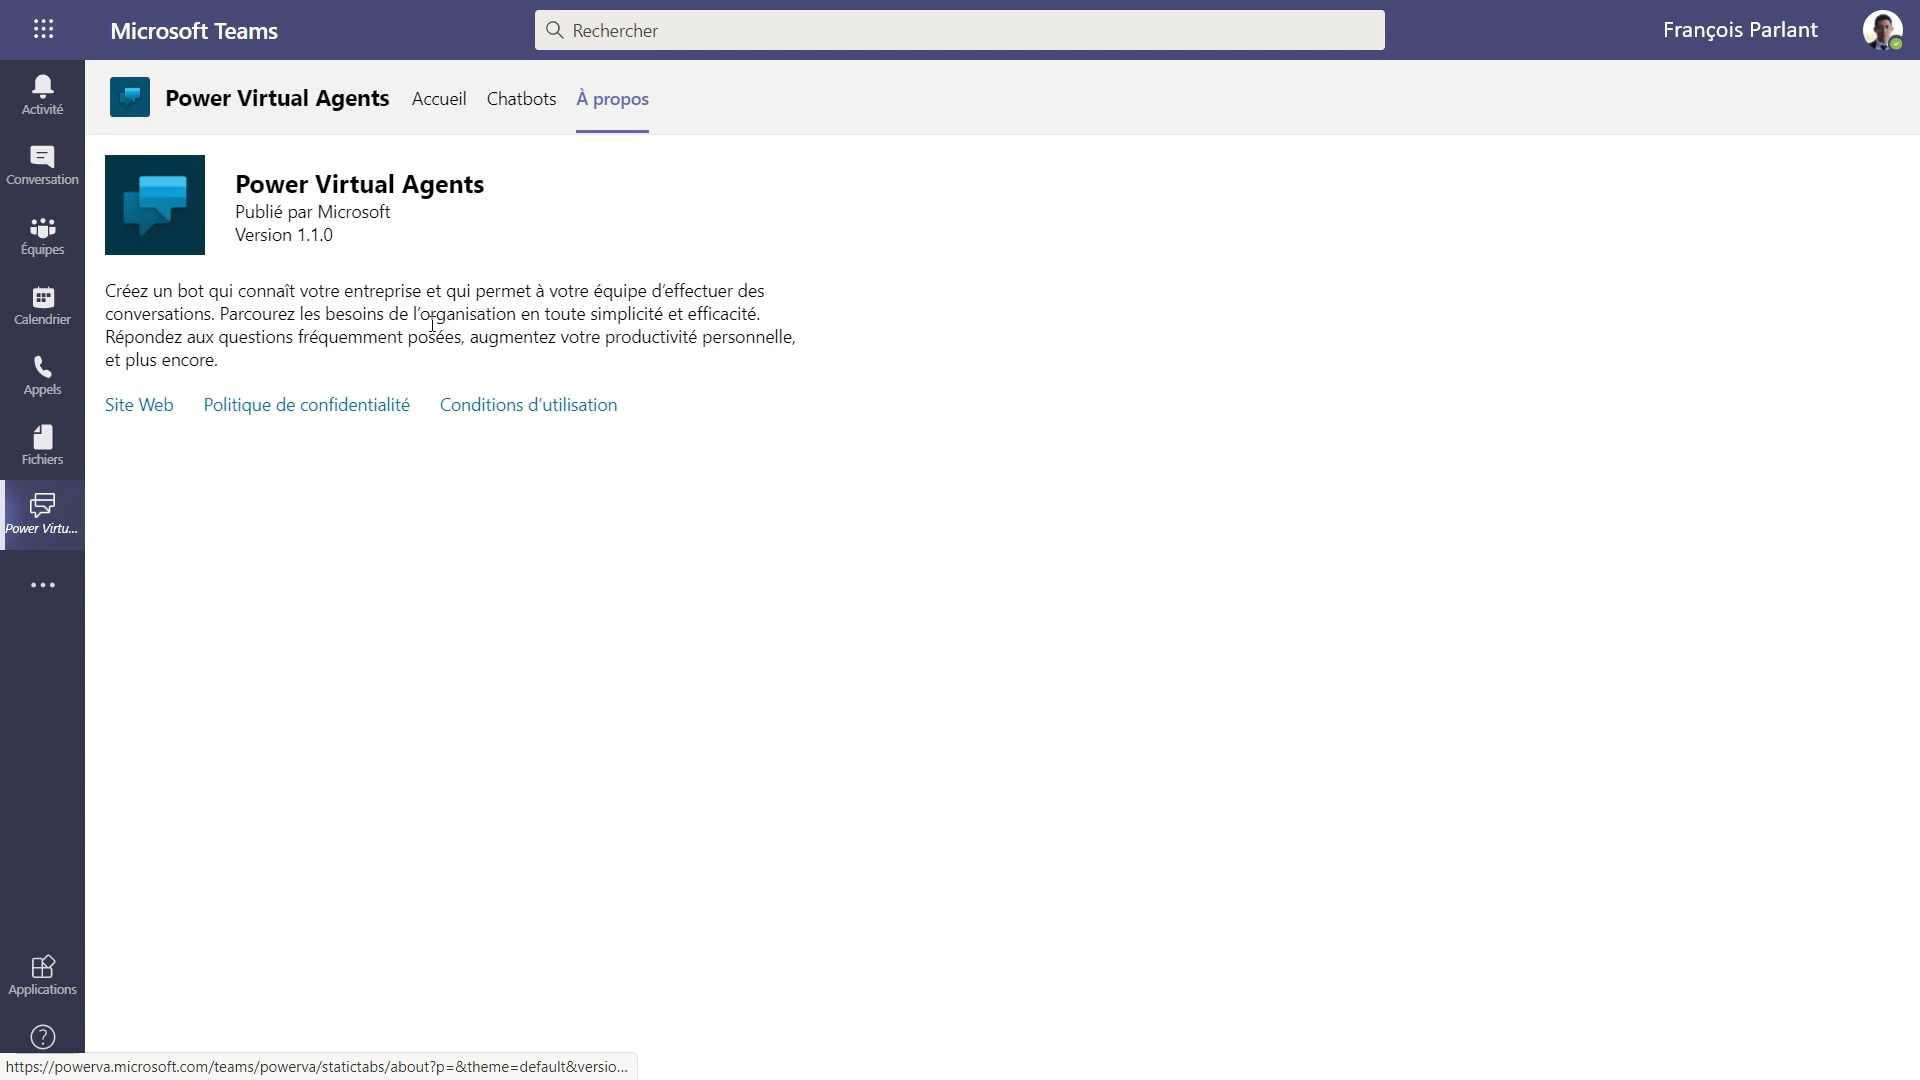 Microsoft Teams
Rechercher
François Parlant
Activité
Conversation
Équipes
Calendrier
Appels
Fichiers
Power Virtu...
Applications
Power Virtual Agents
Accueil
Chatbots
À propos
Power Virtual Agents
Publié par Microsoft
Version 1.1.0
Créez un bot qui connaît votre entreprise et qui permet à votre équipe d’effectuer des
conversations. Parcourez les besoins de l’organisation en toute simplicité et efficacité.
Répondez aux questions fréquemment posées, augmentez votre productivité personnelle,
et plus encore.
Site Web
Politique de confidentialité
Conditions d’utilisation
https://powerva.microsoft.com/teams/powerva/statictabs/about?p=&theme=default&versio...